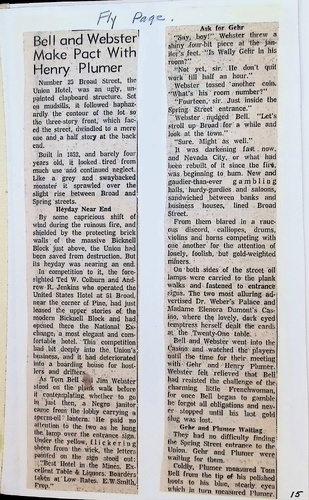 Fly Page.
Bell and Webster
Make Pact With
Henry Plumer
Number 25 Broad Street, the
Union Hotel, was an ugly, un-
painted clapboard structure. Set
on mudsills, it followed haphaz-
ardly the contour of the lot so
the three-story front, which fac-
ed the street, dwindled to a mere
one and a half story at the back
end.
Built in 1852, and barely four
years old, it looked tired from
much use and continued neglect.
Like a grey and swaybacked
monster it sprawled over the
slight rise between Broad and
Spring streets.
Heyday Near End
By some capricious shift of
wind during the ruinous fire, and
shielded by the protecting brick
walls of the massive Bicknell
Block just above, the Union had
been saved from destruction. But
its heyday was nearing an end.
In competition to it, the fore-
sighted Ted W. Colburn and And-
rew R. Jenkins who operated the
United States Hotel at 51 Broad,
near the corner of Pine, had just
leased the upper stories of the
modern Bicknell Block and had
opened there the National Ex-
change, a most elegant and com-
fortable hotel. This competition
had bit deeply into the Union's
business, and it had deteriorated
into a boarding house for host-
lers and drifters.
As Tom Bell and Jim Webster
stood on the plank walk before
it contemplating whether to go
in just then, a Negro janitor
came from the lobby carrying a
sperm-oil lantern. He paid no
attention to the two as he hung
the lamp over the entrance sign.
Under the yellow, flickering
beam from the wick, the letters
painted on the sign stood out:
"Best Hotel in the Mines. Ex-
cellent Table & Liquors. Boarders
taken at Low Rates. E.W. Smith,
Prop."
Ask for Gehr
"Say, boy!" Webster threw a
shiny four-bit piece at the jan-
itor's feet. "Is Wally Gehr in his
room?"
"Not yet, sir. He don't quit
work till half an hour."
Webster tossed another coin.
"What's his room number?"
"Fourteen, sir. Just inside the
Spring Street entrance."
Webster nudged Bell. "Let's
stroll up Broad for a while and
look at the town."
"Sure. Might as well."
It was darkening fast now,
and Nevada City, or what had
been rebuilt of it since the fire,
was beginning to hum. New and
gaudier-than-ever gambling
halls, hurdy-gurdies and saloons,
sandwiched between banks and
business houses, lined Broad
Street.
From them blared in a rauc-
ous discord, calliopes, drums,
violins and horns competing with
one another for the attention of
lonely, foolish, but gold-weighted
miners.
On both sides of the street oil
lamps were carried to the plank
walks and fastened to entrance
signs. The two most alluring ad-
vertised Dr. Weber's Palace and
Madame Elenora Dumont's Cas-
ino, where the lovely, dark eyed
temptress herself dealt the cards
at the Twenty-One table.
Bell and Webster went into the
Casino and watched the players
until the time for their meeting
with Gehr and Henry Plumer.
Webster felt relieved that Bell
had resisted the challenge of the
charming little Frenchwoman,
for once Bell began to gamble
he forgot all obligations and nev-
er stopped until his last gold
slug was lost.
Gehr and Plumer Waiting
They had no difficulty finding
the Spring Street entrance to the
Union. Gehr and Plumer were
waiting for them.
Coldly, Plumer measured Tom
Bell from the tip of his polished
boots to his blue, steady eyes
which in turn measured Plumer.
15